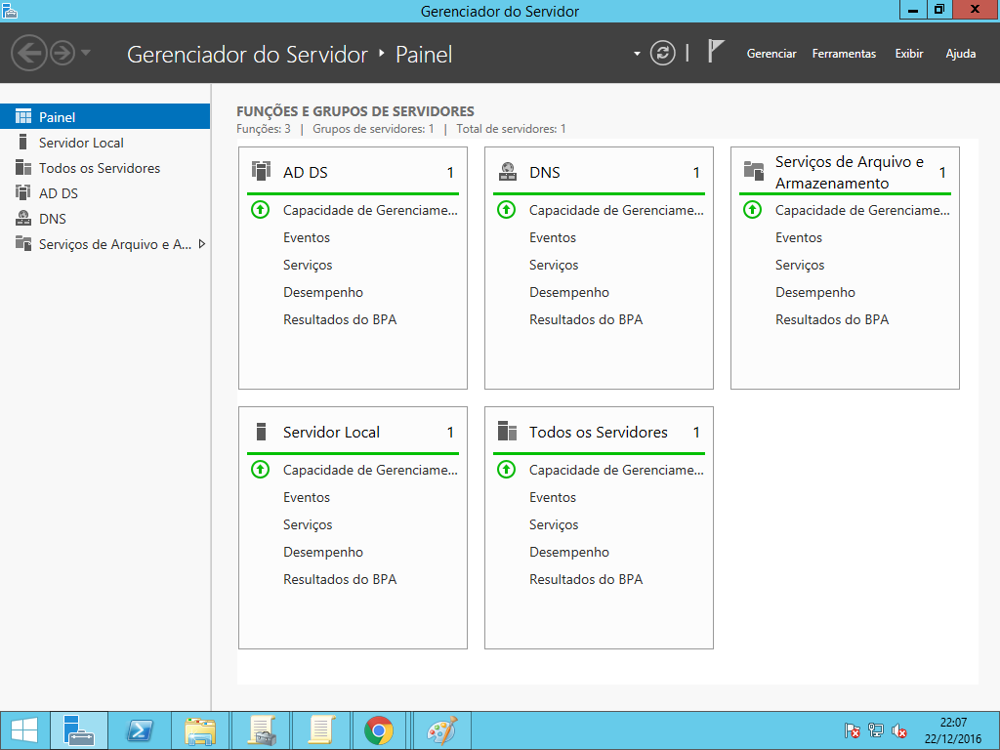 Gerenciador do Servidor
Gerenciador do Servidor ‣ Painel
Gerenciar Ferramentas Exibir Ajuda
Painel
Servidor Local
Todos os Servidores
AD DS
DNS
Serviços de Arquivo e A...
FUNÇÕES E GRUPOS DE SERVIDORES
Funções: 3 | Grupos de servidores: 1 | Total de servidores: 1
AD DS 1
Capacidade de Gerenciame...
Eventos
Serviços
Desempenho
Resultados do BPA
DNS 1
Capacidade de Gerenciame...
Eventos
Serviços
Desempenho
Resultados do BPA
Serviços de Arquivo e
Armazenamento 1
Capacidade de Gerenciame...
Eventos
Serviços
Desempenho
Resultados do BPA
Servidor Local 1
Capacidade de Gerenciame...
Eventos
Serviços
Desempenho
Resultados do BPA
Todos os Servidores 1
Capacidade de Gerenciame...
Eventos
Serviços
Desempenho
Resultados do BPA
22:07
22/12/2016